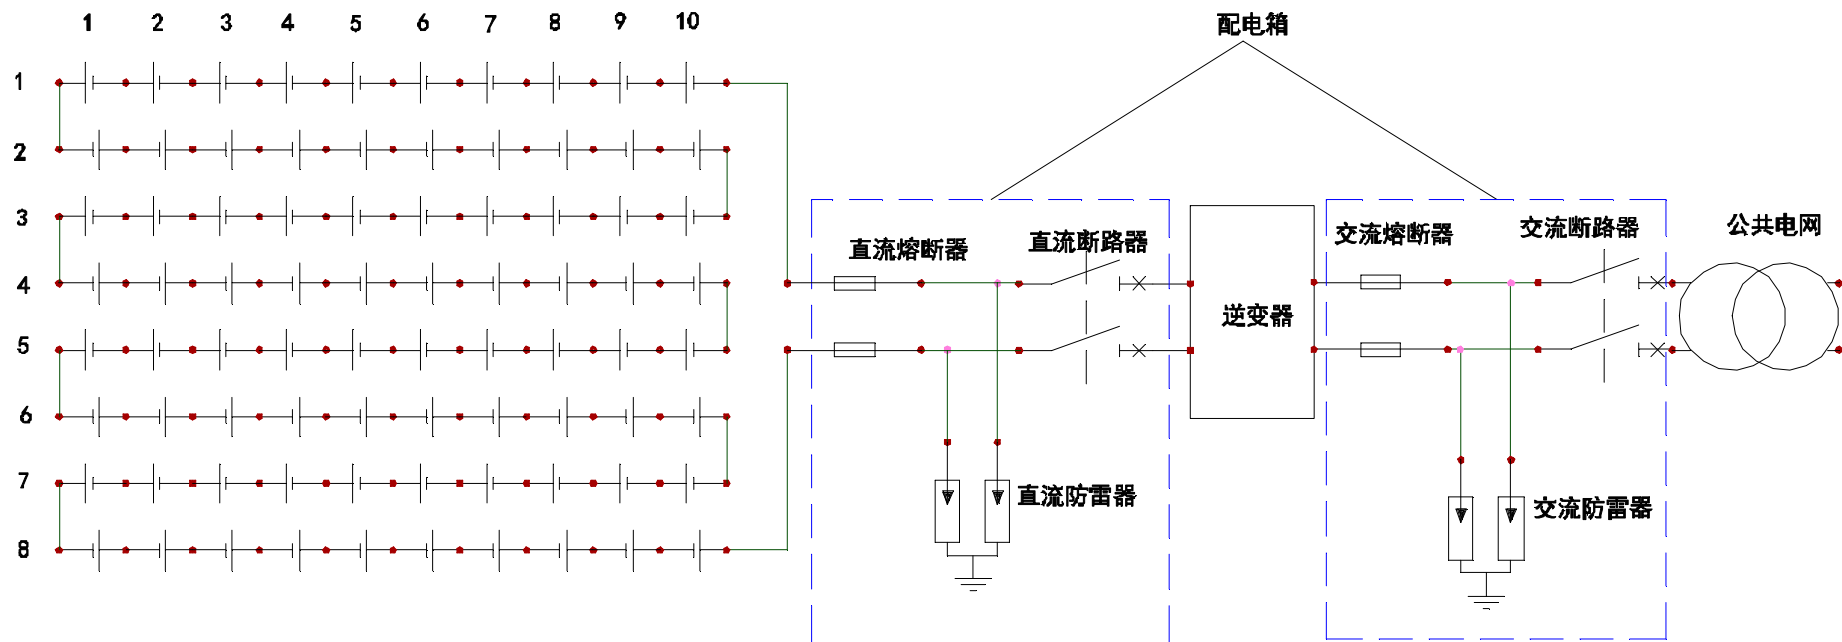 1 2 3 4 5 6 7 8 9 10
配电箱
1
2
3
4
5
6
7
8
直流熔断器
直流断路器
逆变器
交流熔断器
交流断路器
公共电网
直流防雷器
交流防雷器